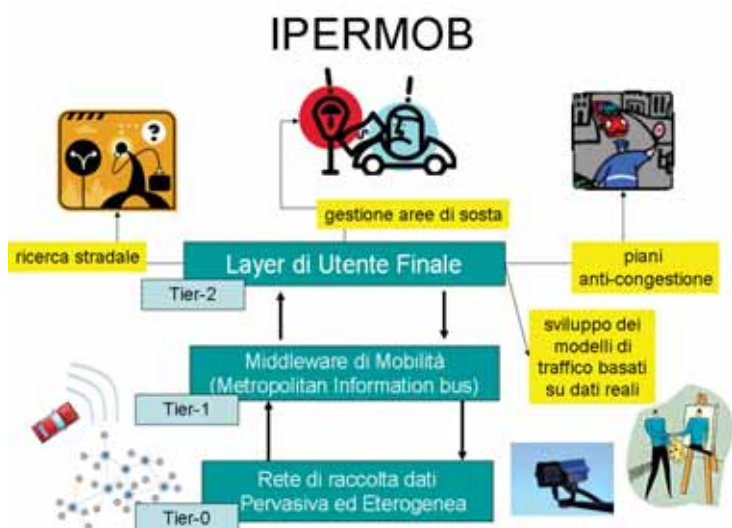 IPERMOB
?
gestione aree di sosta
ricerca stradale
Layer di Utente Finale
piani
anti-congestione
Tier-2
sviluppo dei
modelli di
traffico basati
su dati reali
Middleware di Mobilità
(Metropolitan Information bus)
Tier-1
Rete di raccolta dati
Pervasiva ed Eterogenea
Tier-0